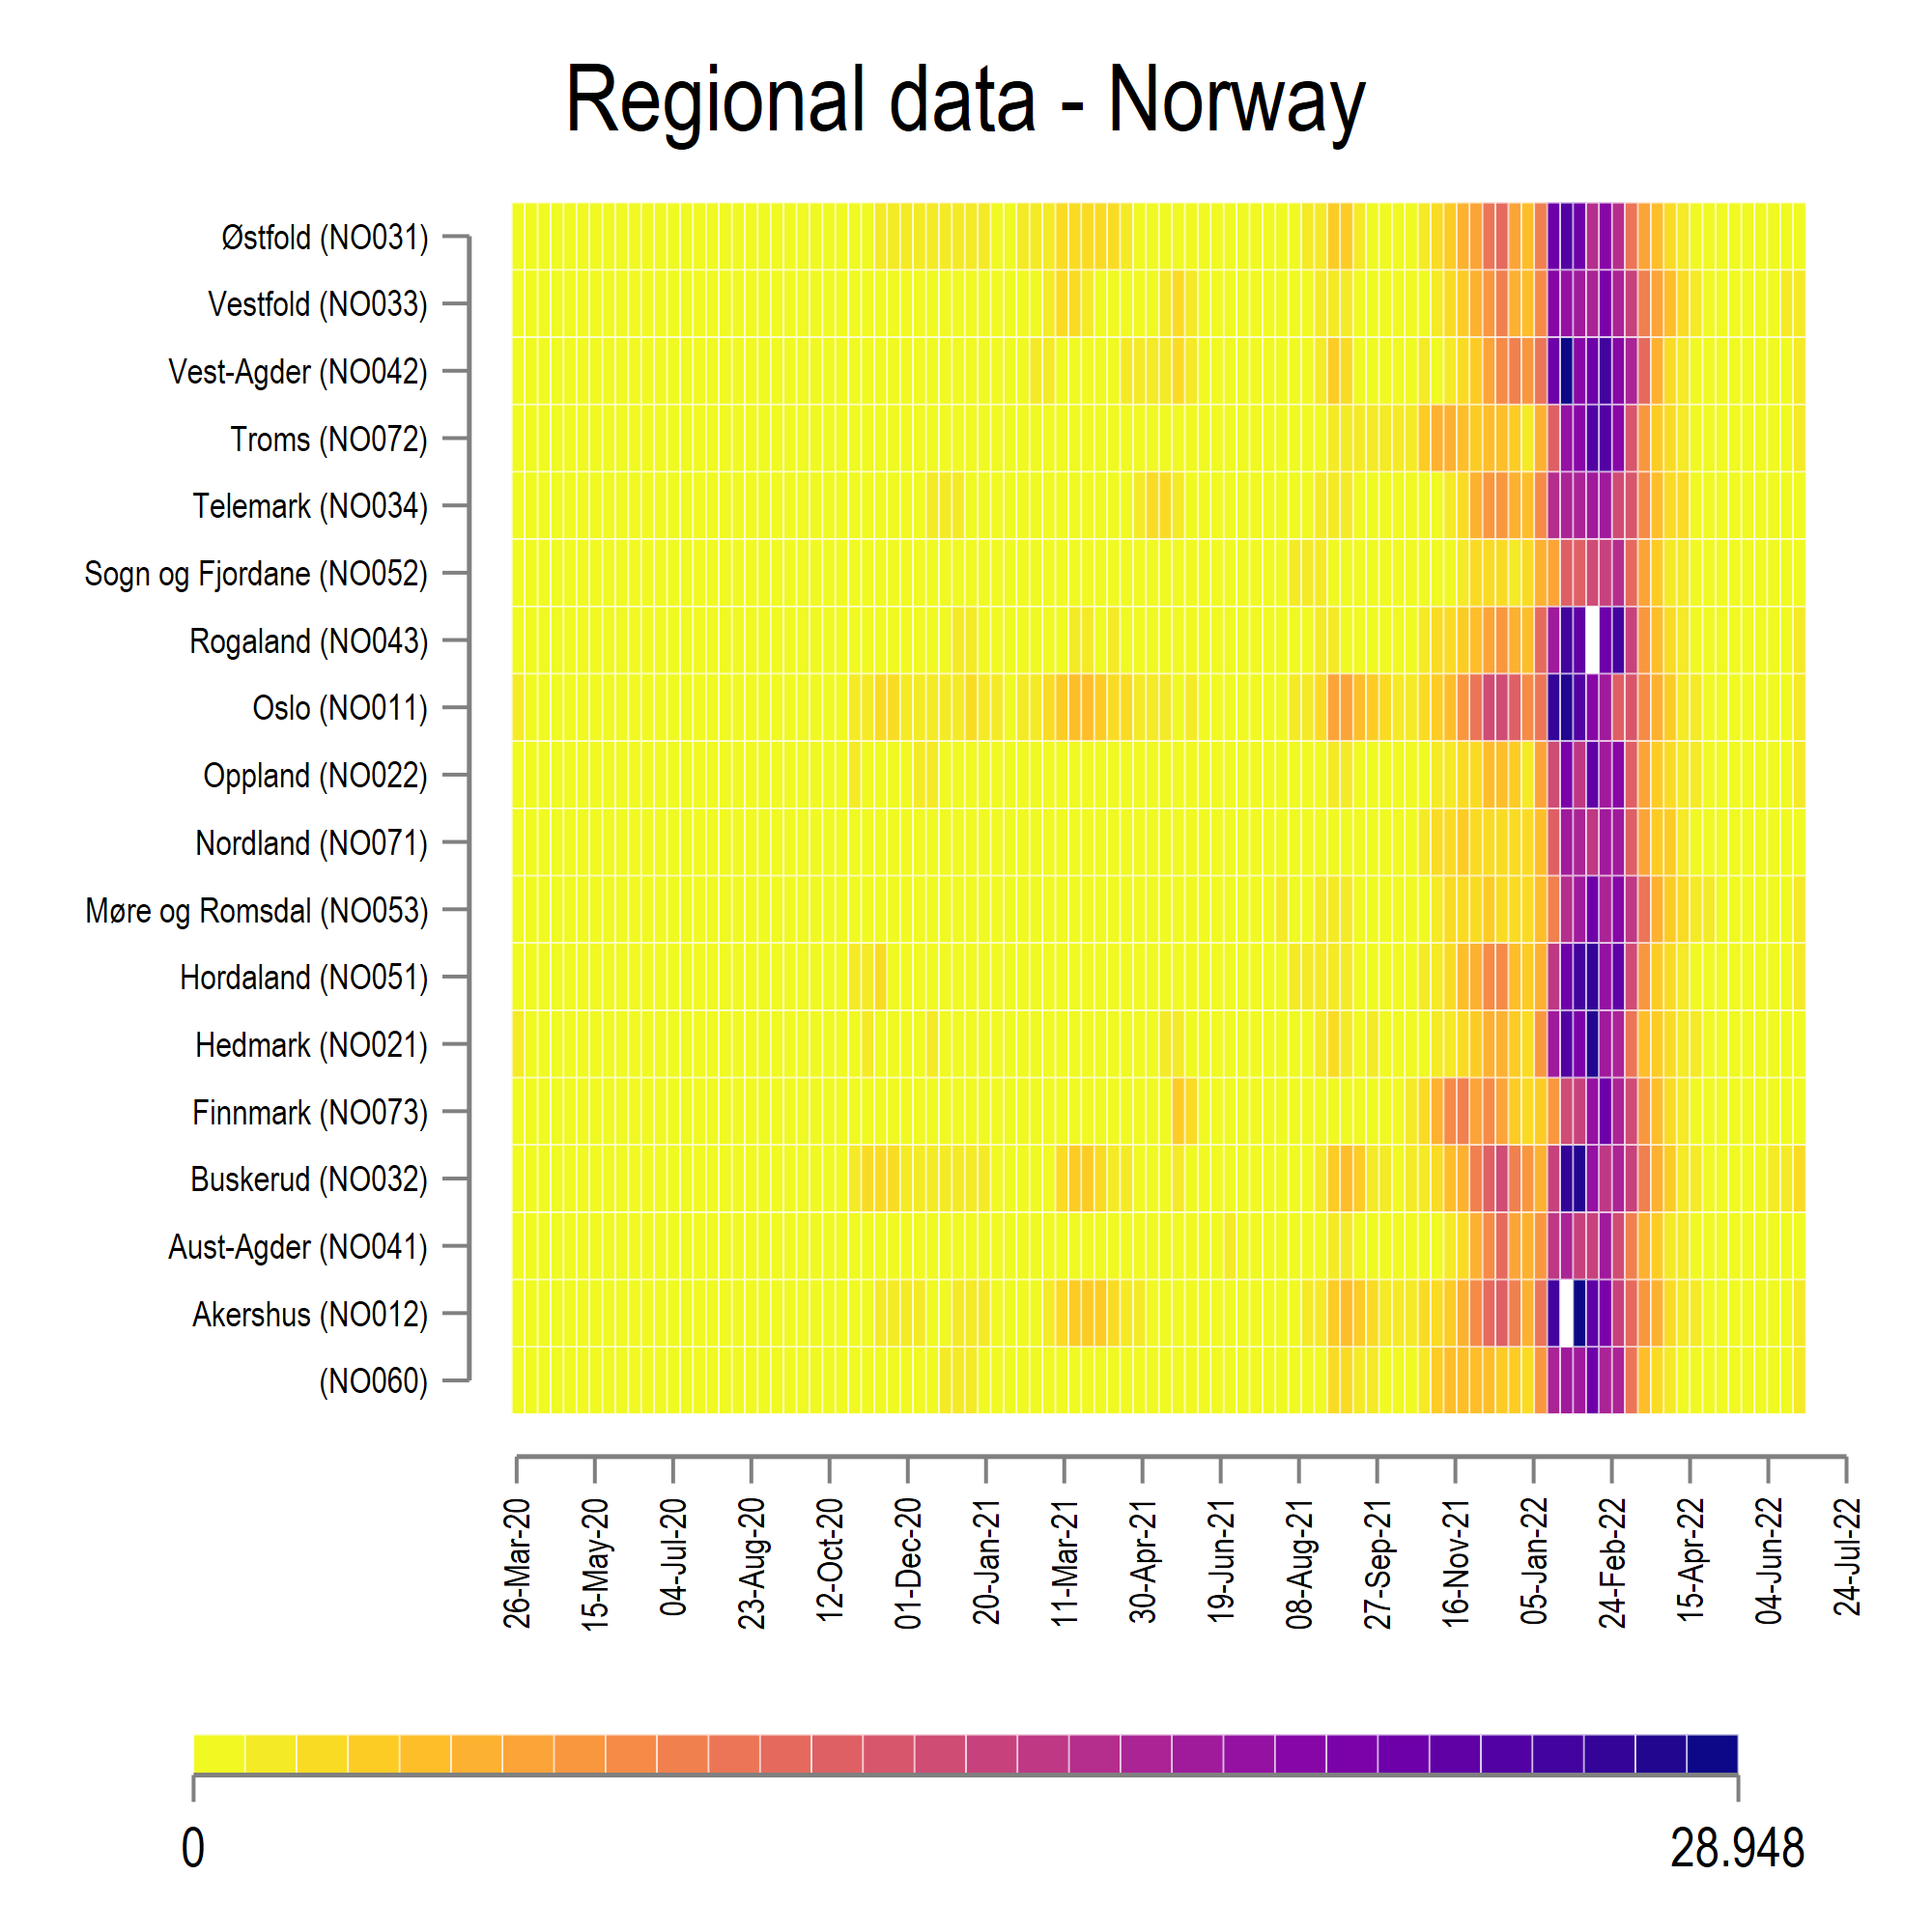 Regional data - Norway
Østfold (NO031)
Vestfold (NO033)
Vest-Agder (NO042)
Troms (NO072)
Telemark (NO034)
Sogn og Fjordane (NO052)
Rogaland (NO043)
Oslo (NO011)
Oppland (NO022)
Nordland (NO071)
Møre og Romsdal (NO053)
Hordaland (NO051)
Hedmark (NO021)
Finnmark (NO073)
Buskerud (NO032)
Aust-Agder (NO041)
Akershus (NO012)
(NO060)
26-Mar-20
15-May-20
04-Jul-20
23-Aug-20
12-Oct-20
01-Dec-20
20-Jan-21
11-Mar-21
30-Apr-21
19-Jun-21
08-Aug-21
27-Sep-21
16-Nov-21
05-Jan-22
24-Feb-22
15-Apr-22
04-Jun-22
24-Jul-22
0
28.948